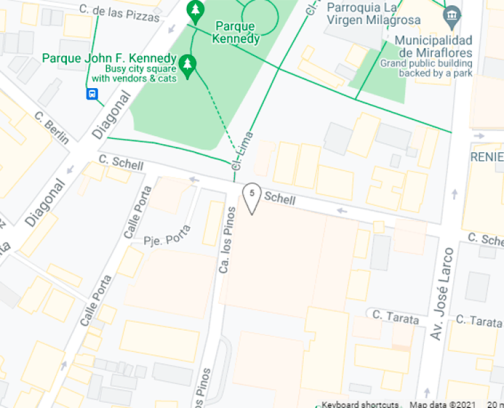 C. de las Pizzas
Parque
Kennedy
Parroquia La
Virgen Milagrosa
Municipalidad
de Miraflores
Grand public building
backed by a park
Parque John F. Kennedy
Busy city square
with vendors & cats
Diagonal
C. Berlin
C. Schell
Cl-Lima
Cl-Lima
RENIE
5
Schell
Diagonal
Calle Porta
Pje. Porta
Ca. los Pinos
C. Sche
Av. José Larco
Calle Porta
C. Tarata
C. Tarata
os Pinos
Keyboard shortcuts
Map data ©2021
20 m